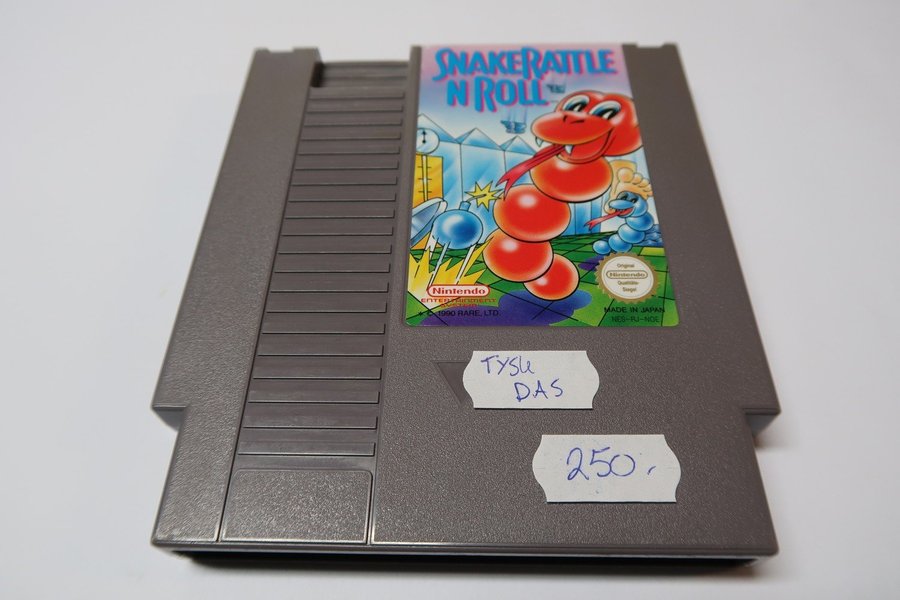 SNAKE RATTLE
N ROLL
Original
Nintendo
Qualitäts-
Siegel
Nintendo
ENTERTAINMENT
SYSTEM
© 1990 RARE, LTD.
MADE IN JAPAN
NES-RJ-NOE
TYSK
DAS
250.